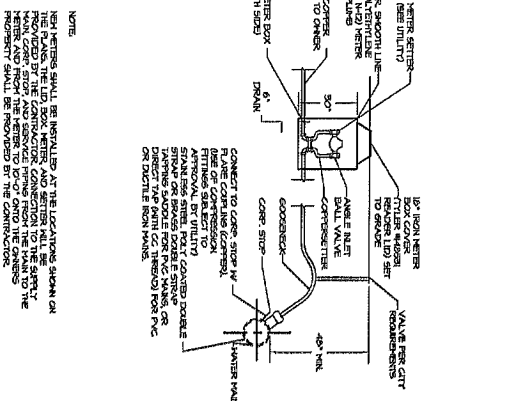 METER SETTER
(SEE UTILITY)
SMOOTH LINE
METER
COPPER
TO OWNER
METER BOX
6"
DRAIN
30"
18" IRON METER
BOX COVER
READER LID) SET
TO GRADE
ANGLE INLET
BALL VALVE
COPPERSETTER
GOOSENECK
CORP. STOP
VALVE PER CITY
REQUIREMENTS
48" MIN.
WATER MAIN
CONNECT TO CORP. STOP W/
FLARE COUPLING (COPPER).
(USE OF COMPRESSION
FITTINGS SUBJECT TO
APPROVAL BY UTILITY)
STAINLESS STEEL POLY COATED DOUBLE
STRAP OR BRASS DOUBLE STRAP
TAPPING SADDLE FOR PVC MAINS, OR
DIRECT TAP (WITH CC THREAD) FOR PVC
OR DUCTILE IRON MAINS.
NOTE:
NEW METERS SHALL BE INSTALLED AT THE LOCATIONS SHOWN ON
THE PLANS. THE LID, BOX, METER, AND SETTER WILL BE
PROVIDED BY THE CONTRACTOR. CONNECTION TO THE SUPPLY
MAIN, CORP. STOP AND SERVICE PIPING FROM THE MAIN TO THE
METER AND FROM THE METER TO 10'-0" ONTO THE OWNERS
PROPERTY SHALL BE PROVIDED BY THE CONTRACTOR.